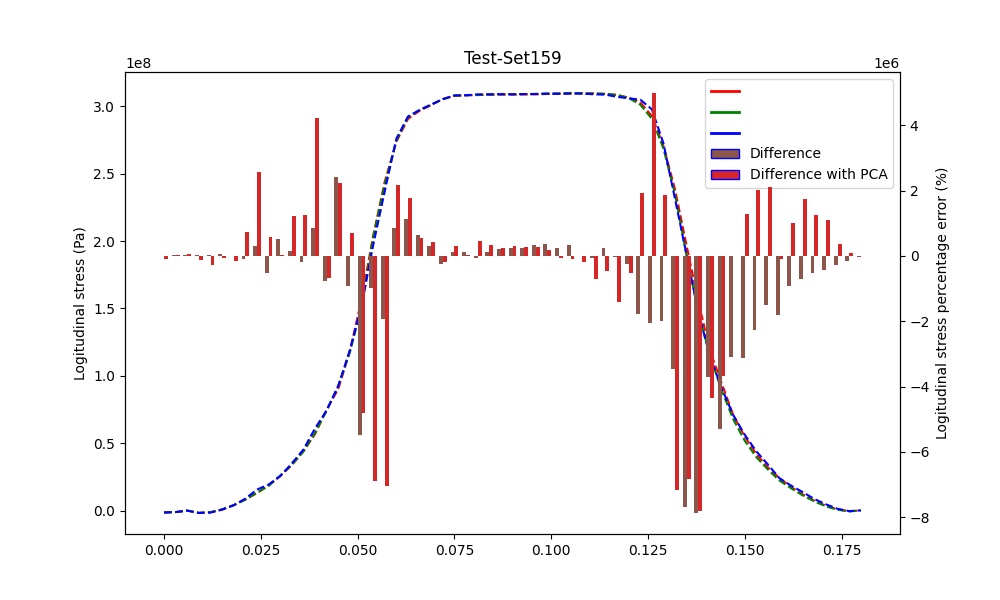 Test-Set159
1e8
1e6
3.0
2.5
2.0
1.5
1.0
0.5
0.0
Logitudinal stress (Pa)
Difference
Difference with PCA
4
2
0
−2
−4
−6
−8
Logitudinal stress percentage error (%)
0.000 0.025 0.050 0.075 0.100 0.125 0.150 0.175